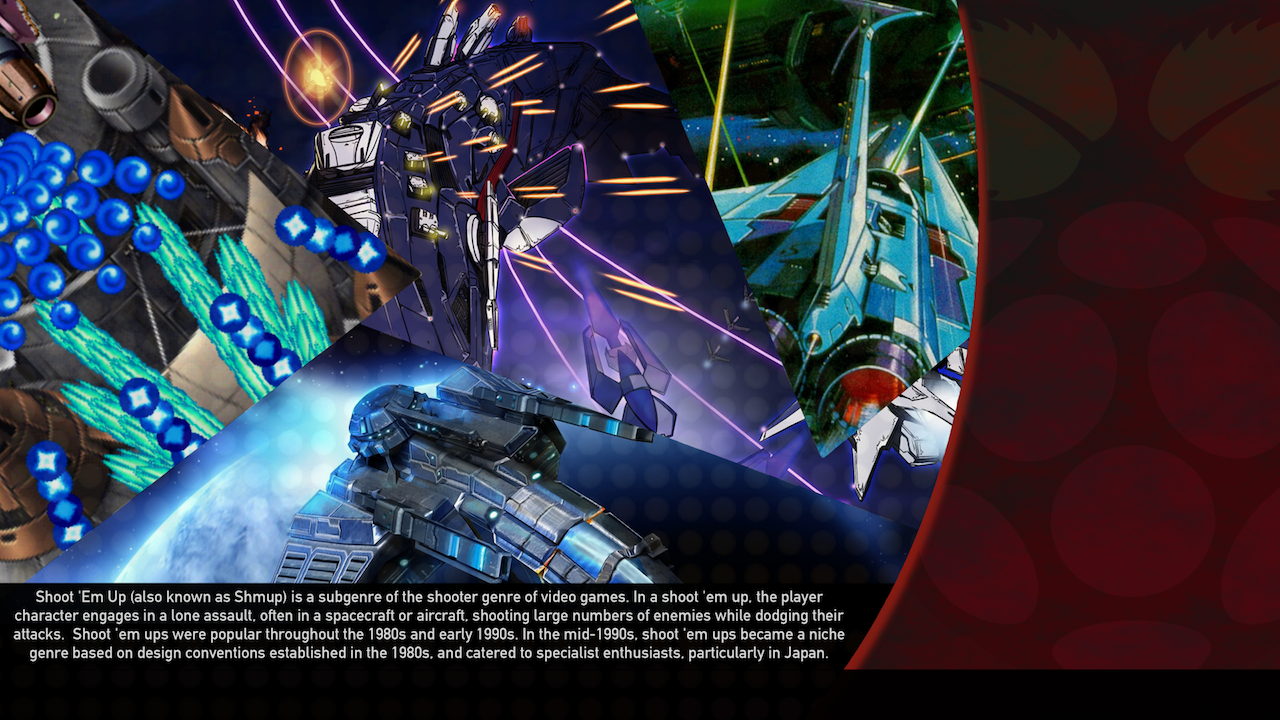 Shoot 'Em Up (also known as Shmup) is a subgenre of the shooter genre of video games. In a shoot 'em up, the player
character engages in a lone assault, often in a spacecraft or aircraft, shooting large numbers of enemies while dodging their
attacks.  Shoot 'em ups were popular throughout the 1980s and early 1990s. In the mid-1990s, shoot 'em ups became a niche
genre based on design conventions established in the 1980s, and catered to specialist enthusiasts, particularly in Japan.